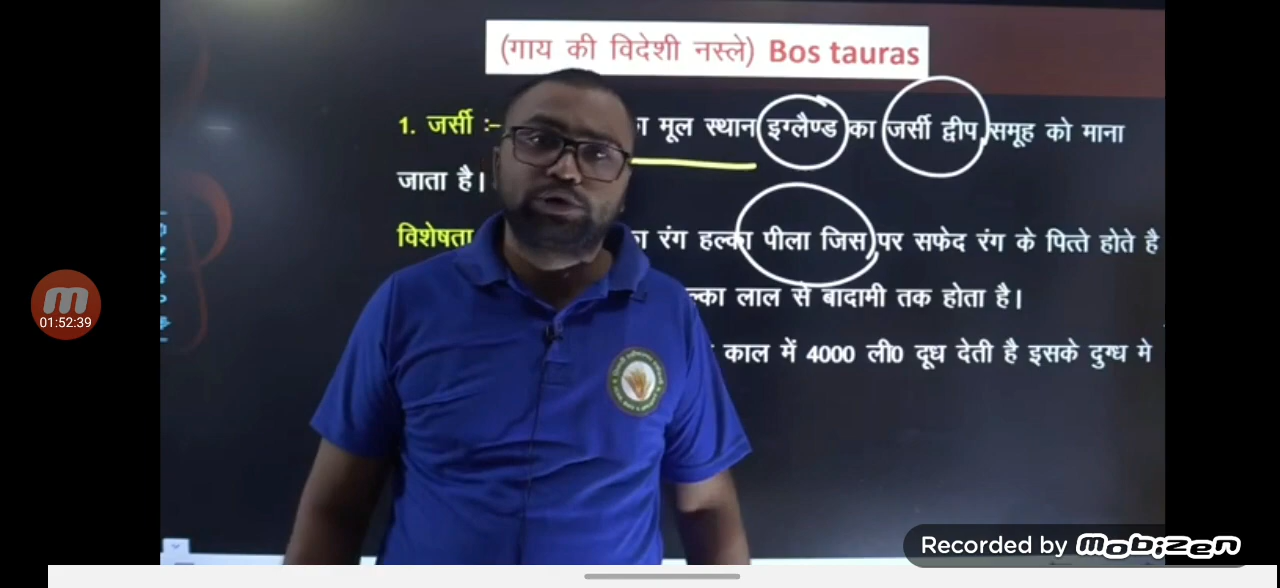 (गाय की विदेशी नस्ले) Bos tauras
1. जर्सी :- मूल स्थान इग्लैण्ड का जर्सी द्वीप समूह को माना
जाता है।
विशेषता रंग हल्का पीला जिस पर सफेद रंग के पित्ते होते है
लाल से बादामी तक होता है।
काल में 4000 ली0 दूध देती है इसके दुग्ध मे
01:52:39
Recorded by Mobizen